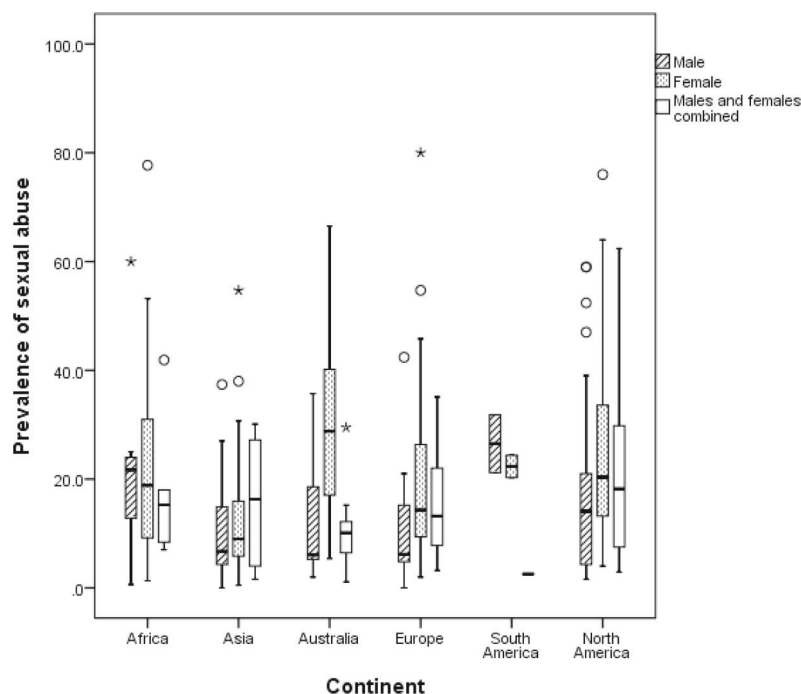 100.0
80.0
60.0
40.0
20.0
.0
Prevalence of sexual abuse
Male
Female
Males and females
combined
Africa
Asia
Australia
Europe
South
America
North
America
Continent